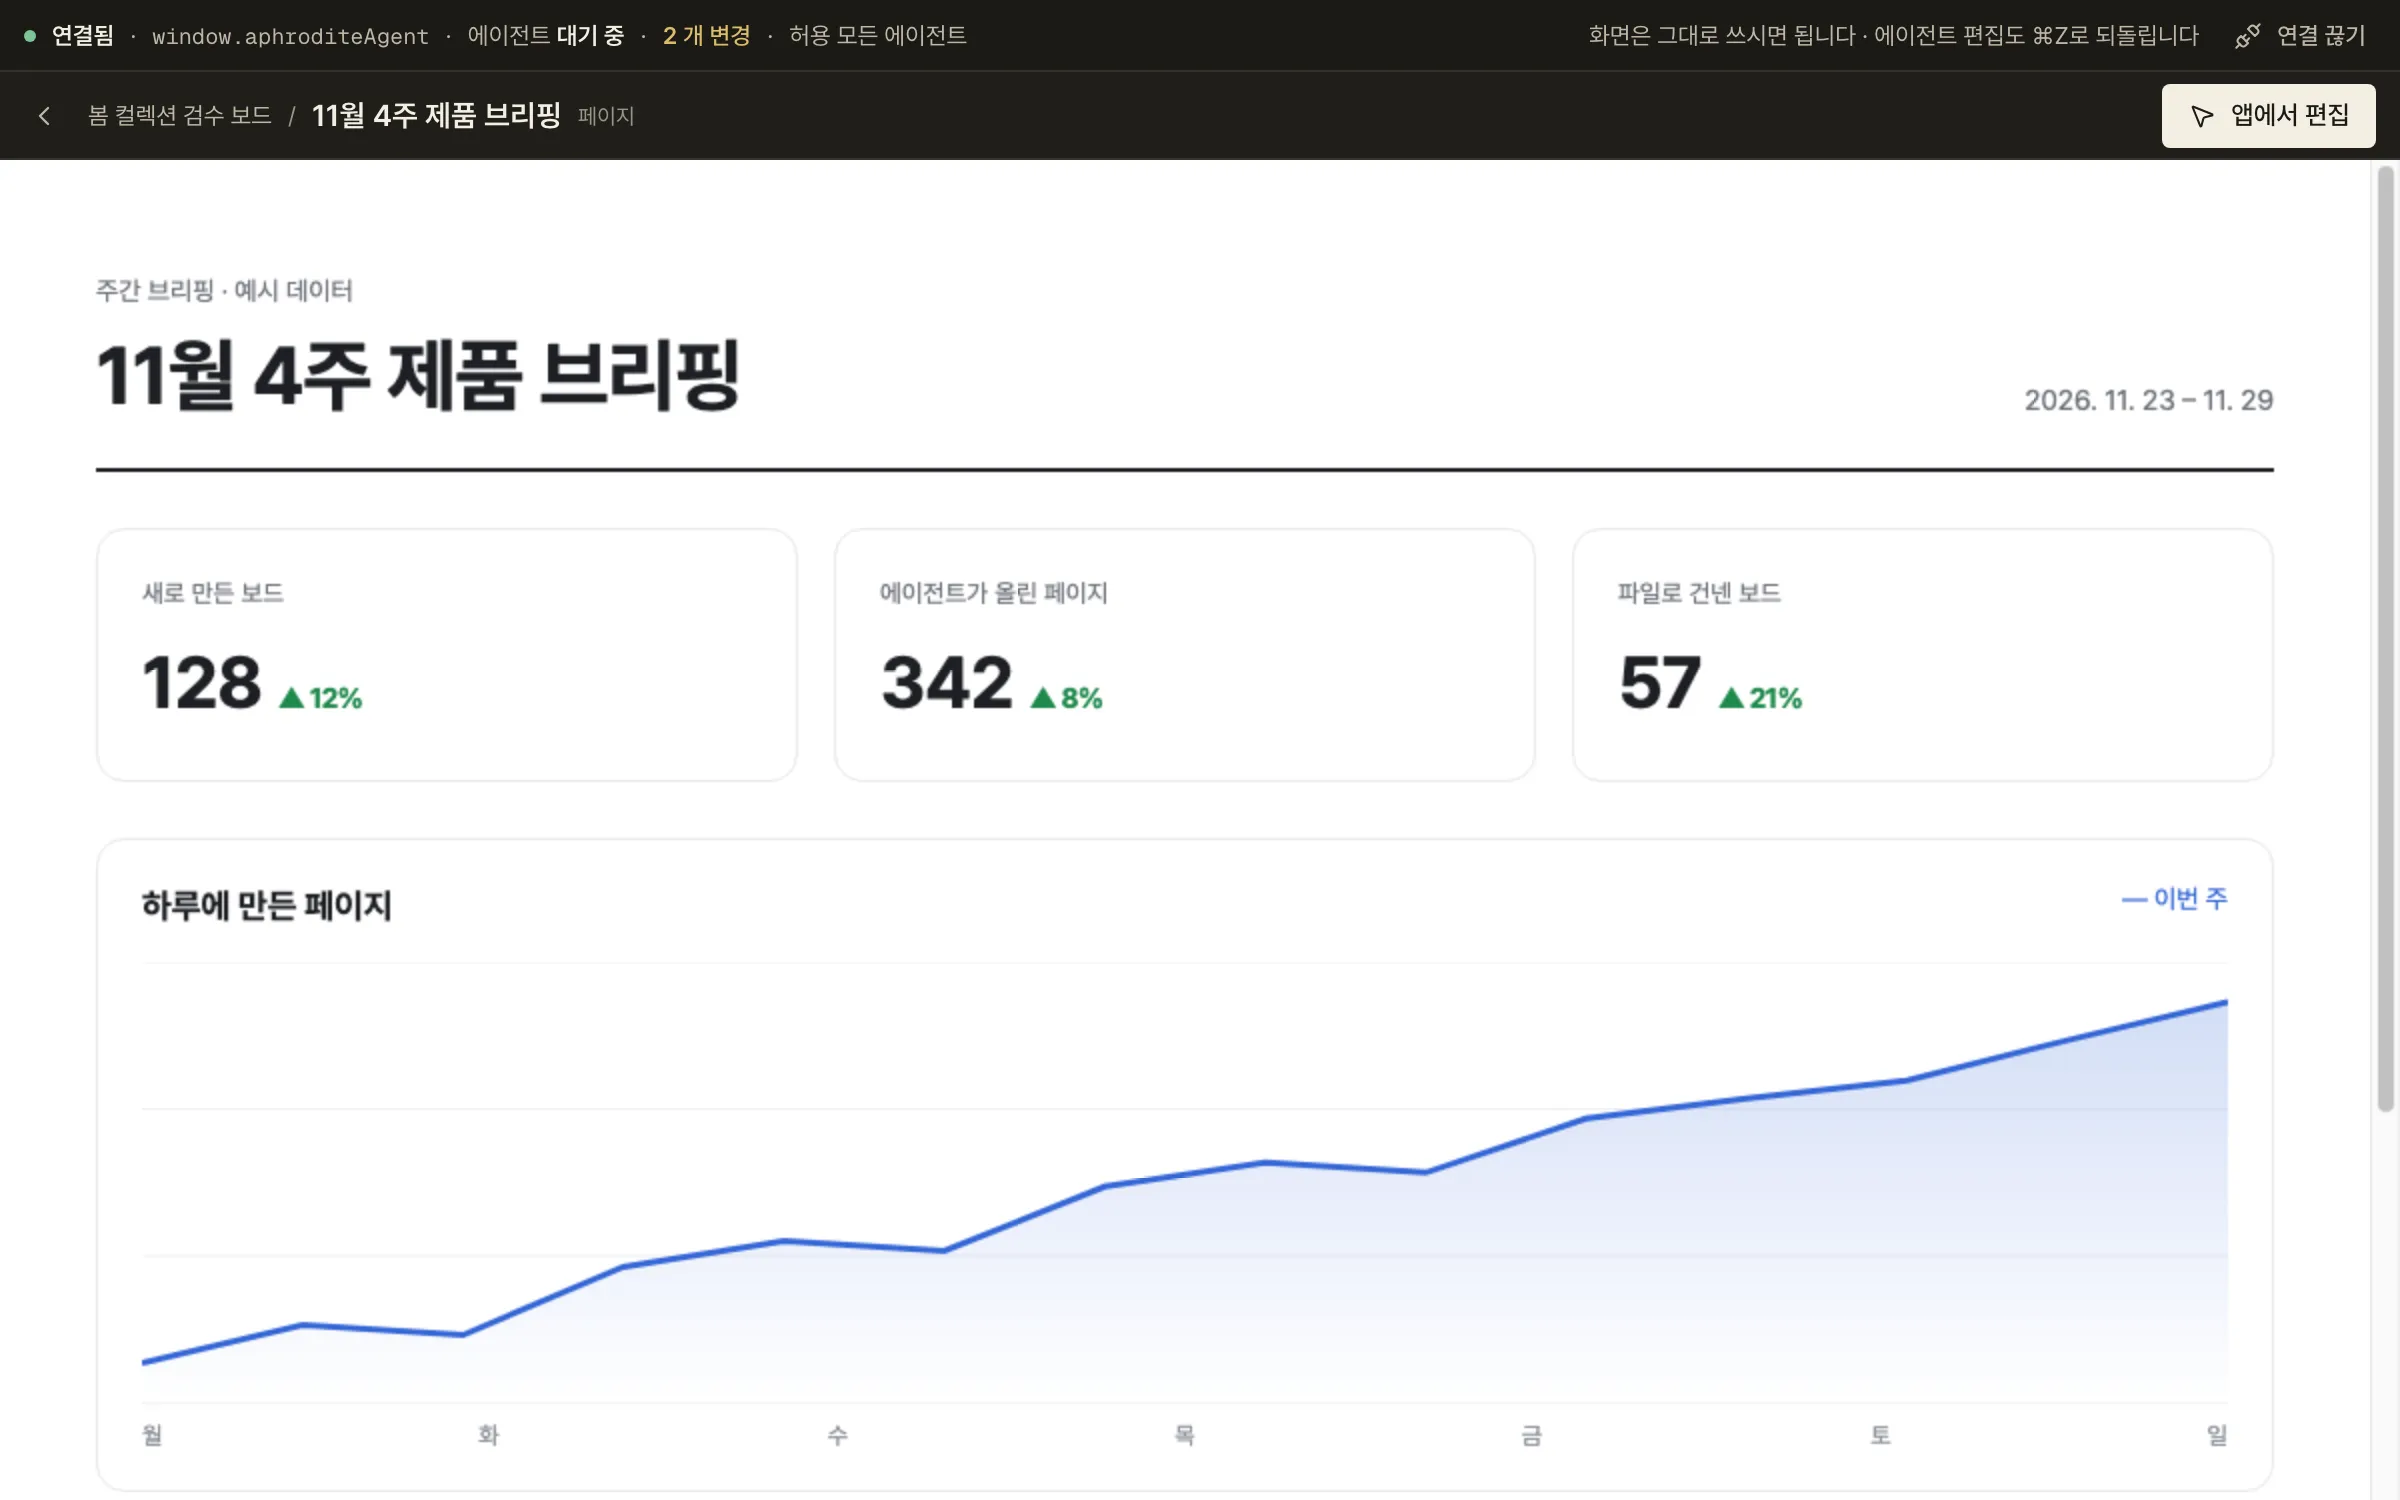 연결됨 · window.aphroditeAgent · 에이전트 대기 중 · 2 개 변경 · 허용 모든 에이전트
화면은 그대로 쓰시면 됩니다 · 에이전트 편집도 ⌘Z로 되돌립니다
연결 끊기
봄 컬렉션 검수 보드 / 11월 4주 제품 브리핑 페이지
앱에서 편집
주간 브리핑 · 예시 데이터
11월 4주 제품 브리핑
2026. 11. 23 – 11. 29
새로 만든 보드
128 ▲12%
에이전트가 올린 페이지
342 ▲8%
파일로 건넨 보드
57 ▲21%
하루에 만든 페이지
— 이번 주
월 화 수 목 금 토 일